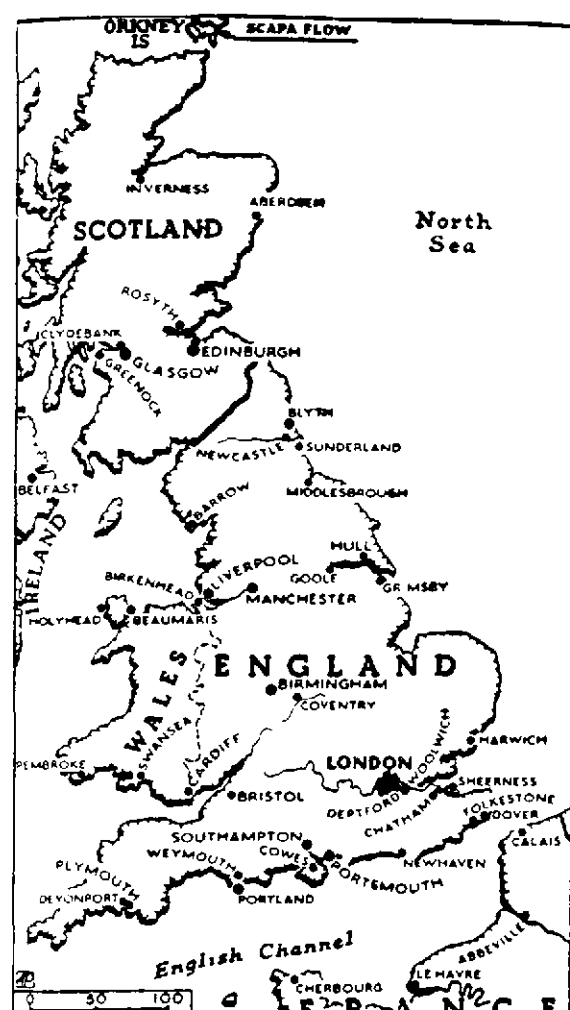 ORKNEY
IS
SCAPA FLOW
INVERNESS
ABERDEEN
SCOTLAND
North
Sea
ROSYTH
CLYDEBANK
EDINBURGH
GLASGOW
GREENOCK
BLYTH
NEWCASTLE
SUNDERLAND
BELFAST
MIDDLESBROUGH
BARROW
IRELAND
HULL
LIVERPOOL
GOOLE
BIRKENHEAD
MANCHESTER
GRIMSBY
HOLYHEAD
BEAUMARIS
ENGLAND
WALES
BIRMINGHAM
COVENTRY
HARWICH
WOOLWICH
LONDON
PEMBROKE
SWANSEA
CARDIFF
SHEERNESS
BRISTOL
DEPTFORD
CHATHAM
FOLKESTONE
DOVER
SOUTHAMPTON
CALAIS
COWES
WEYMOUTH
NEWHAVEN
PORTSMOUTH
PLYMOUTH
DEVONPORT
PORTLAND
ABBEVILLE
English Channel
LE HAVRE
CHERBOURG
0 50 100
FRANCE